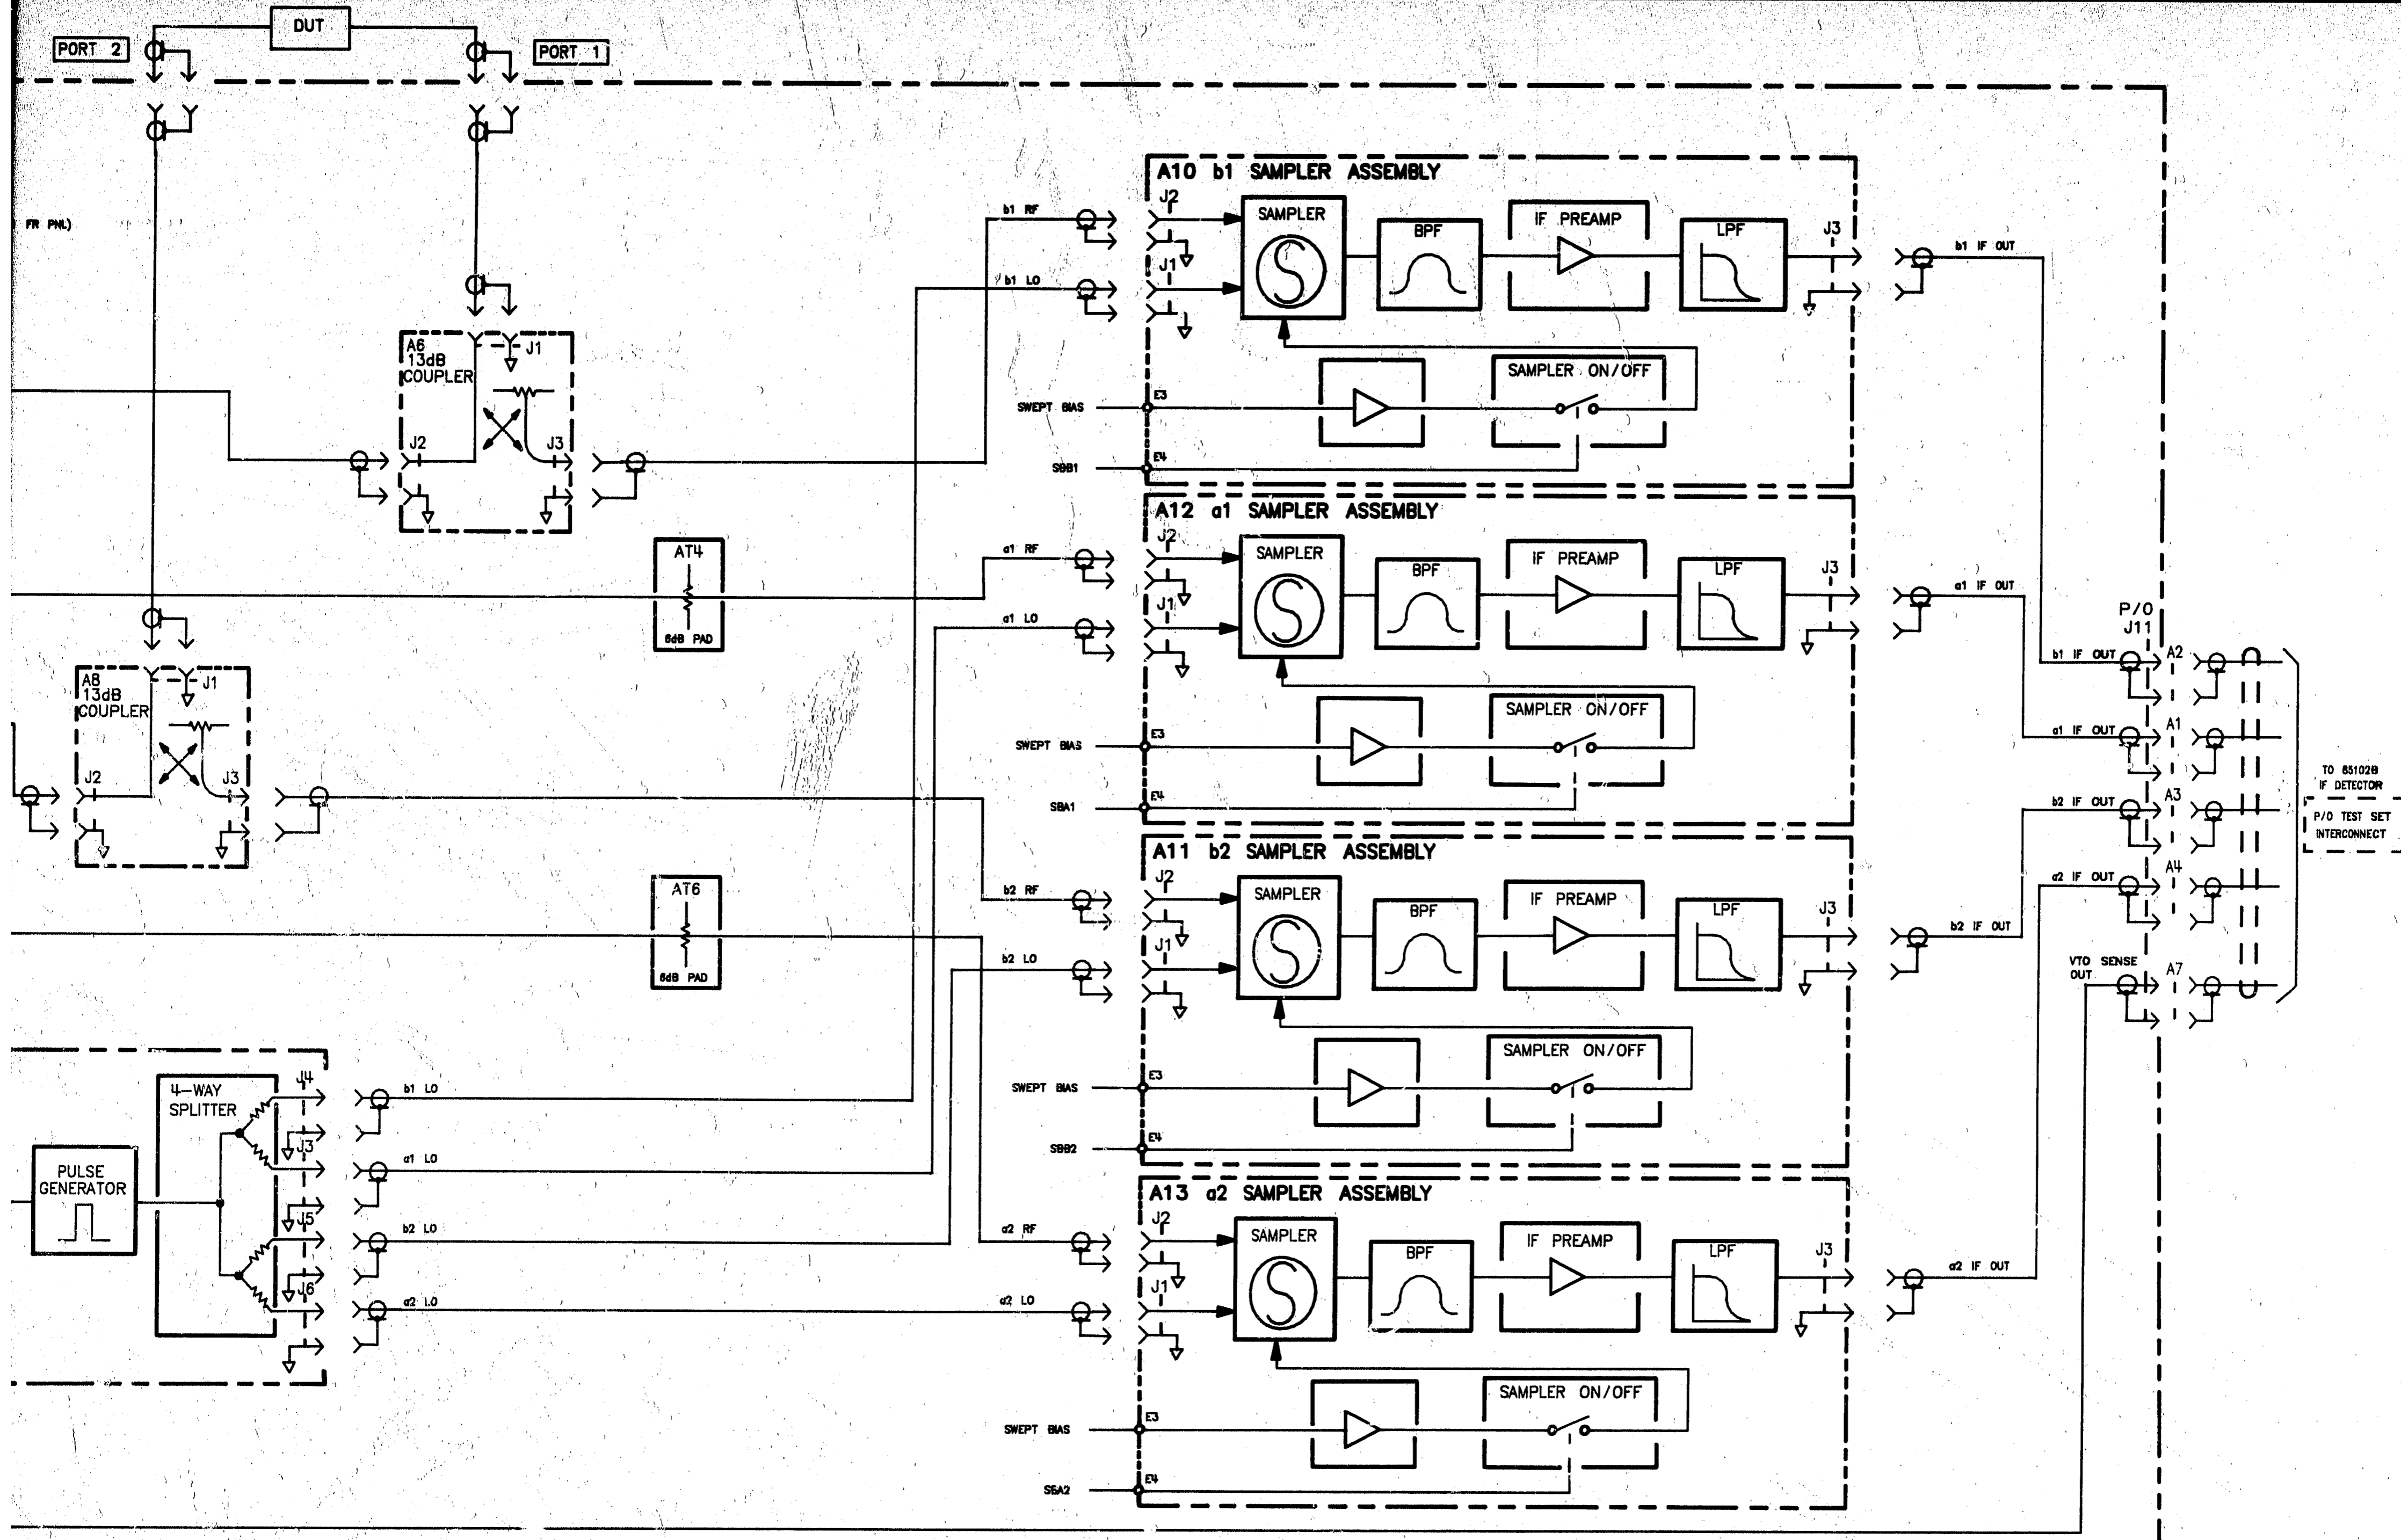 DUT
PORT 2
PORT 1
FR PNL)
A6
13dB
COUPLER
J1
J2
J3
A8
13dB
COUPLER
J1
J2
J3
AT4
6dB PAD
AT6
6dB PAD
PULSE
GENERATOR
4-WAY
SPLITTER
J4
J3
J5
J6
b1 LO
a1 LO
b2 LO
a2 LO
A10 b1 SAMPLER ASSEMBLY
b1 RF
b1 LO
J2
J1
SAMPLER
BPF
IF PREAMP
LPF
J3
b1 IF OUT
SAMPLER ON/OFF
SWEPT BIAS
E3
SBB1
E4
A12 a1 SAMPLER ASSEMBLY
a1 RF
a1 LO
J2
J1
SAMPLER
BPF
IF PREAMP
LPF
J3
a1 IF OUT
SAMPLER ON/OFF
SWEPT BIAS
E3
SBA1
E4
A11 b2 SAMPLER ASSEMBLY
b2 RF
b2 LO
J2
J1
SAMPLER
BPF
IF PREAMP
LPF
J3
b2 IF OUT
SAMPLER ON/OFF
SWEPT BIAS
E3
SBB2
E4
A13 a2 SAMPLER ASSEMBLY
a2 RF
a2 LO
J2
J1
SAMPLER
BPF
IF PREAMP
LPF
J3
a2 IF OUT
SAMPLER ON/OFF
SWEPT BIAS
E3
SBA2
E4
P/O
J11
b1 IF OUT
A2
a1 IF OUT
A1
b2 IF OUT
A3
a2 IF OUT
A4
VTO SENSE
OUT
A7
TO 85102B
IF DETECTOR
P/O TEST SET
INTERCONNECT